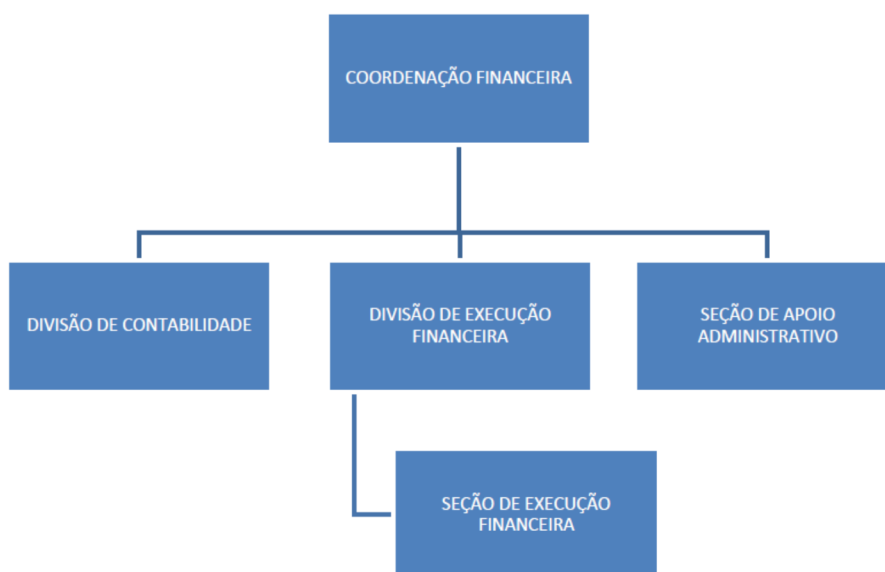 COORDENAÇÃO FINANCEIRA
DIVISÃO DE CONTABILIDADE
DIVISÃO DE EXECUÇÃO
FINANCEIRA
SEÇÃO DE APOIO
ADMINISTRATIVO
SEÇÃO DE EXECUÇÃO
FINANCEIRA